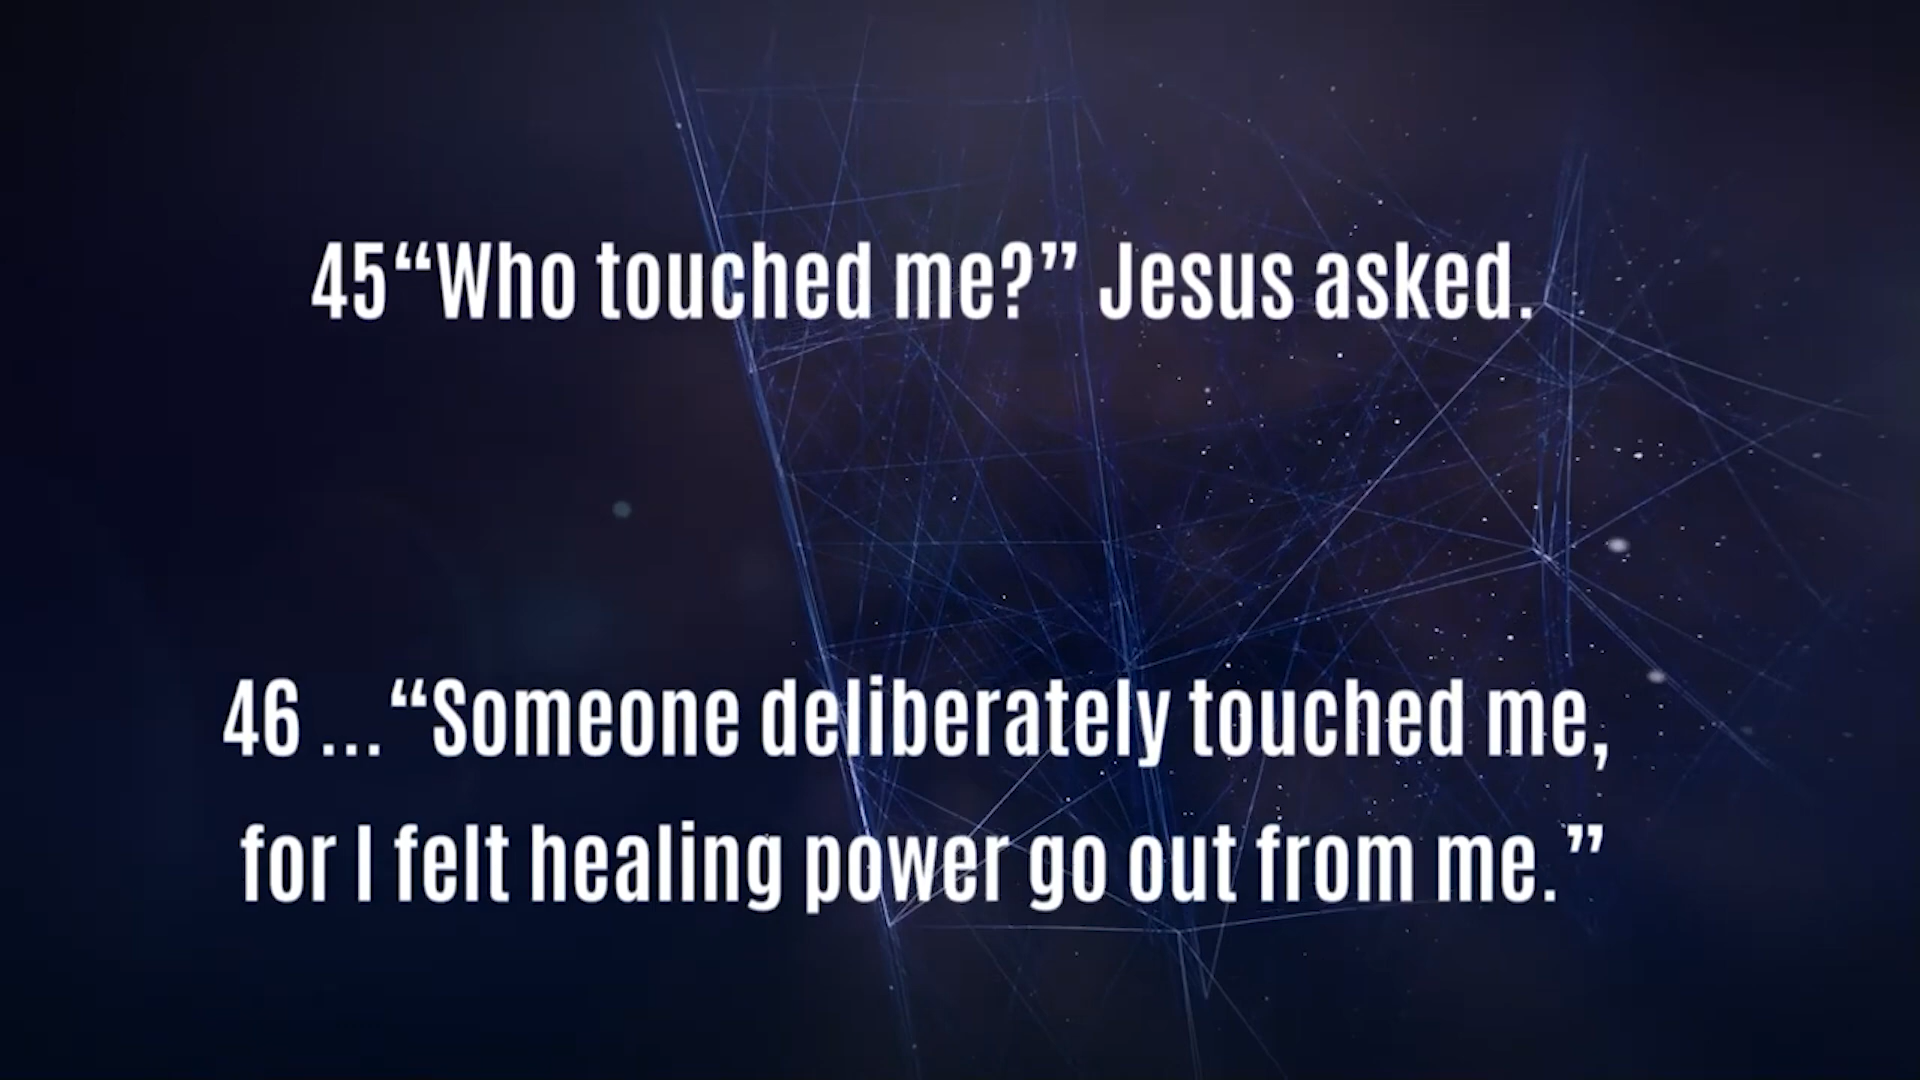 45“Who touched me?” Jesus asked.
46 ...“Someone deliberately touched me,
for I felt healing power go out from me.”